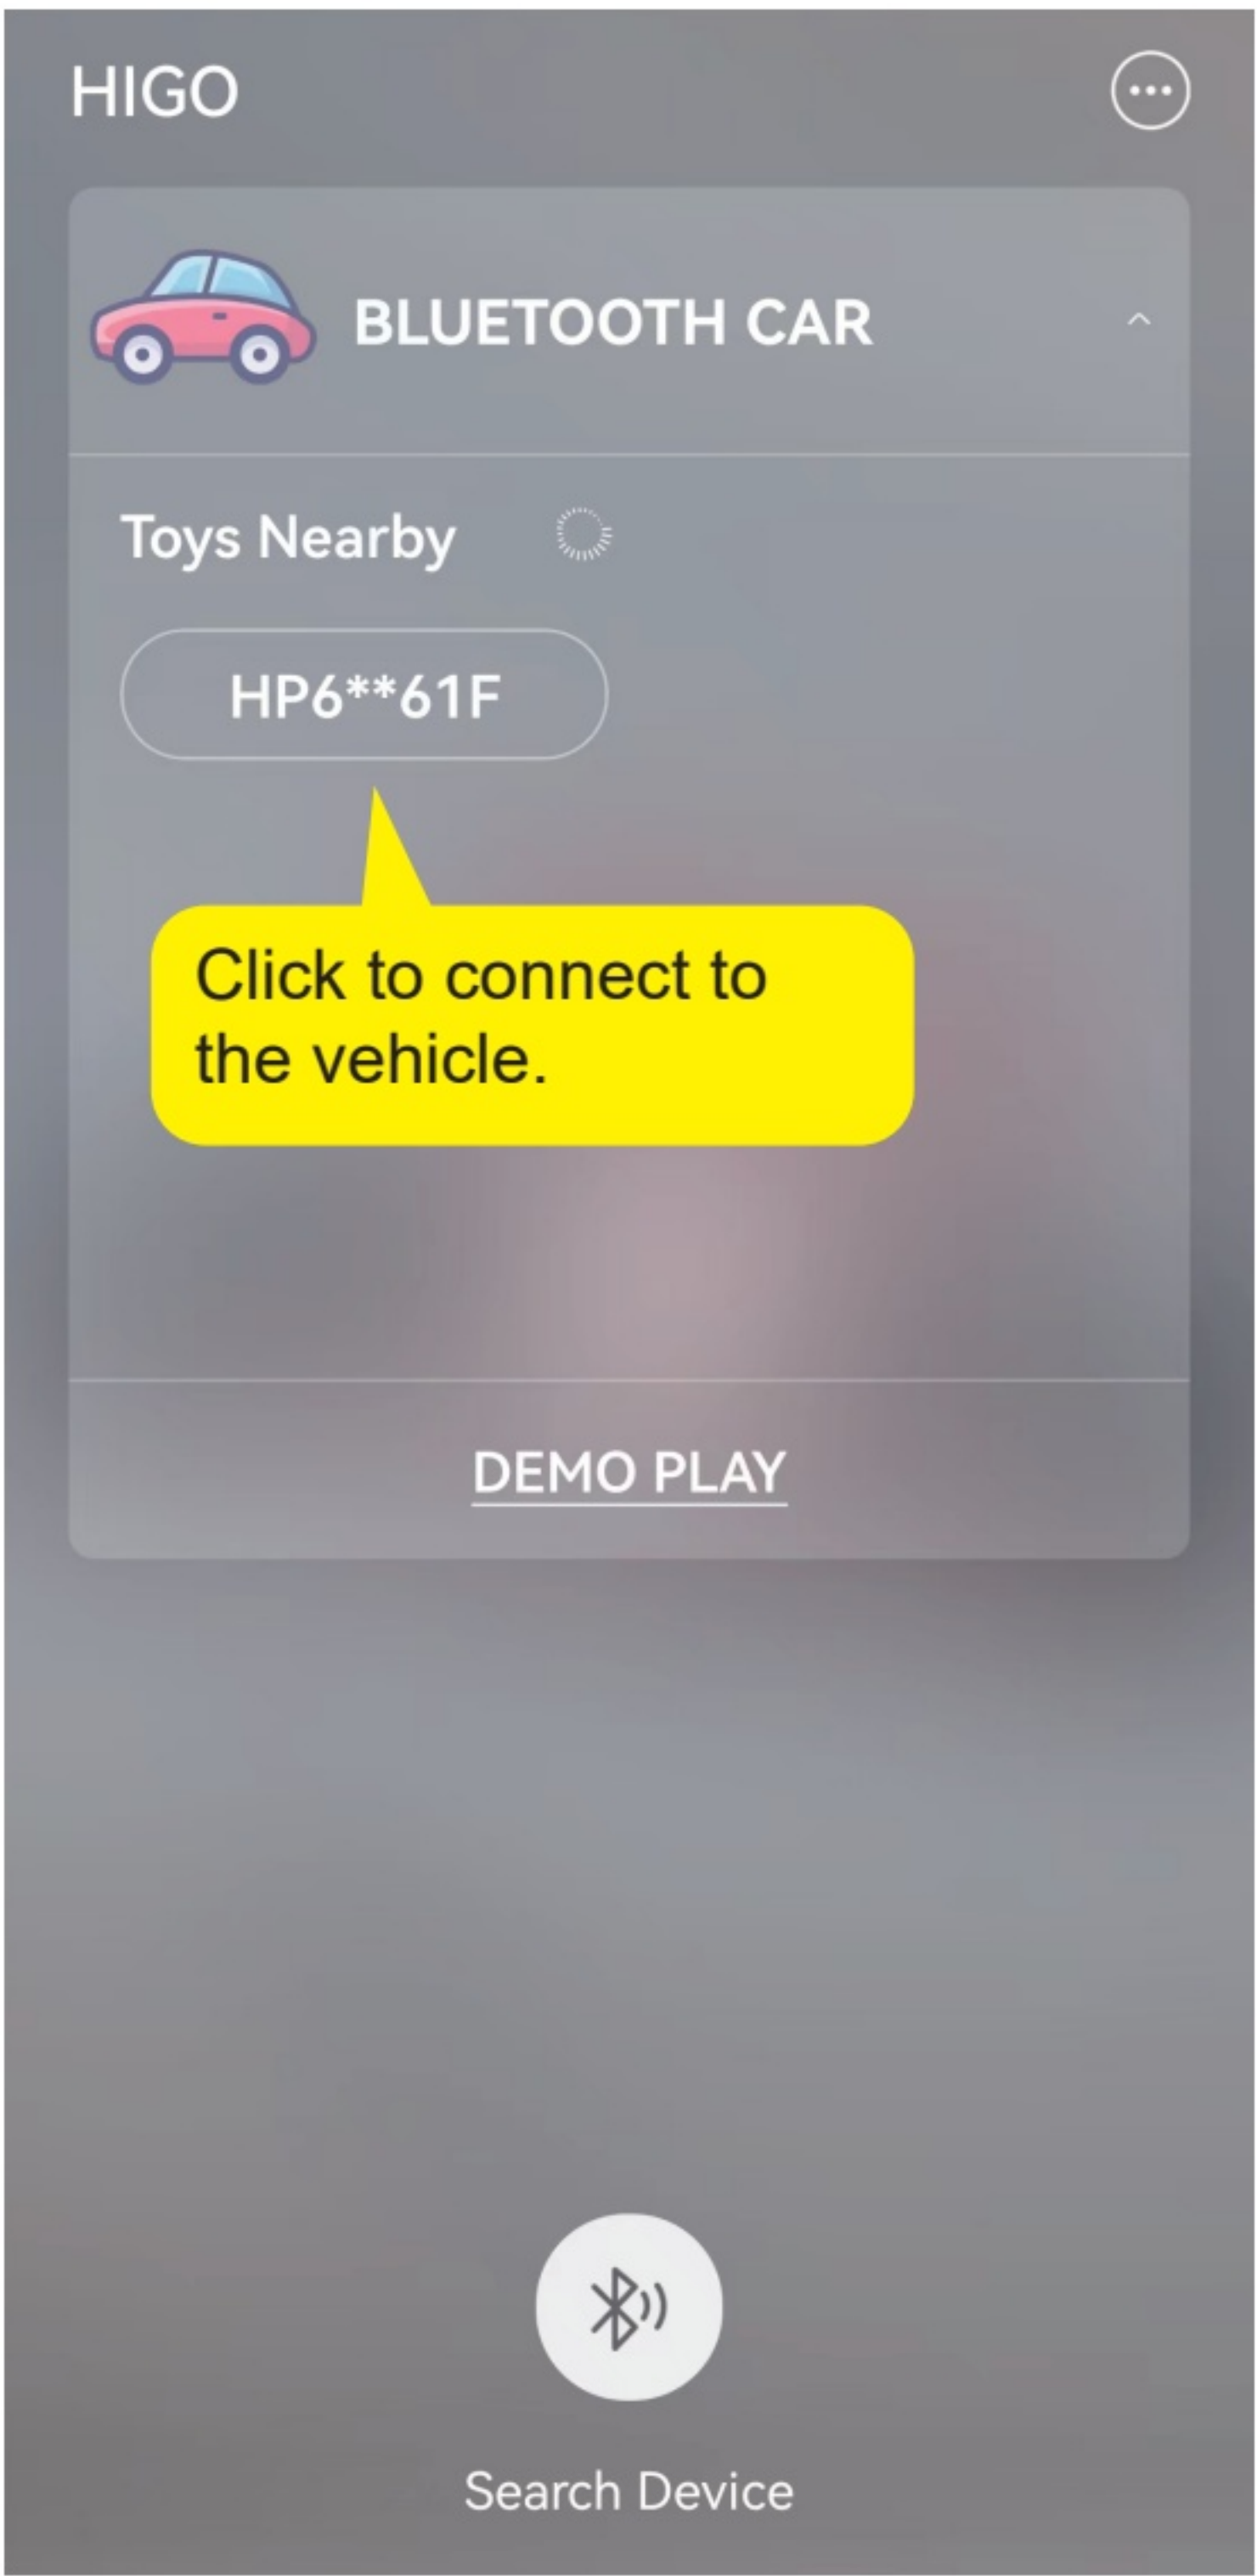 HIGO
BLUETOOTH CAR
Toys Nearby
HP6**61F
Click to connect to
the vehicle.
DEMO PLAY
Search Device